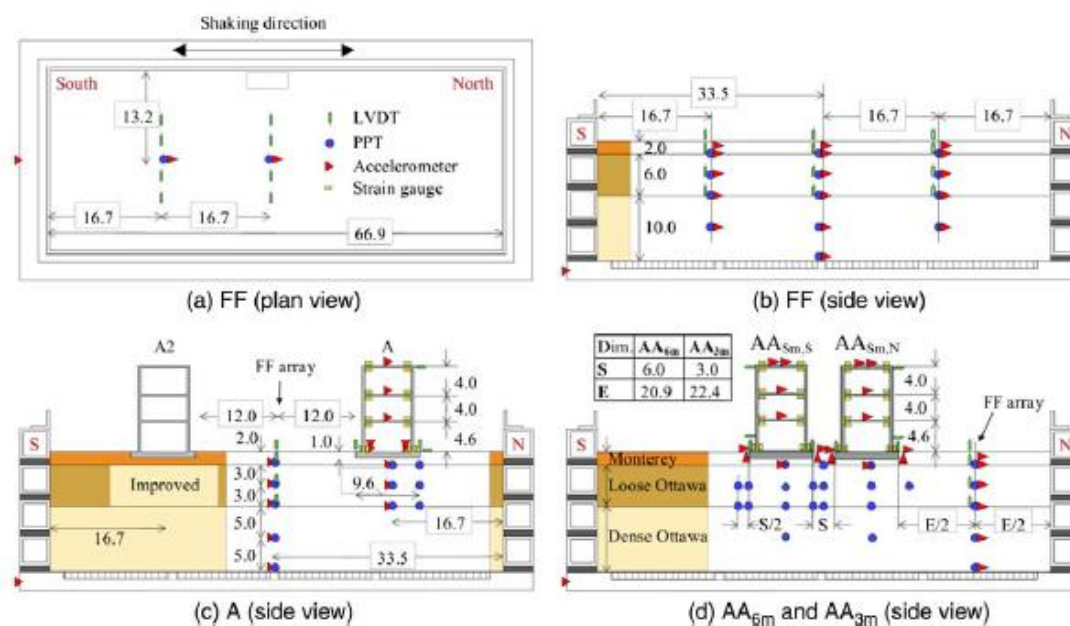 Shaking direction
South
North
13.2
LVDT
PPT
Accelerometer
Strain gauge
16.7
16.7
66.9
(a) FF (plan view)
33.5
16.7
16.7
16.7
S
N
2.0
6.0
10.0
(b) FF (side view)
A2
A
FF array
4.0
4.0
12.0
12.0
4.6
2.0
1.0
S
N
Improved
3.0
3.0
9.6
5.0
16.7
16.7
5.0
33.5
(c) A (side view)
Dim. AA6m AA3m
S 6.0 3.0
E 20.9 22.4
AASm,S
AASm,N
4.0
4.0
FF array
4.6
S
N
Monterey
Loose Ottawa
S/2
S
E/2
E/2
Dense Ottawa
(d) AA6m and AA3m (side view)